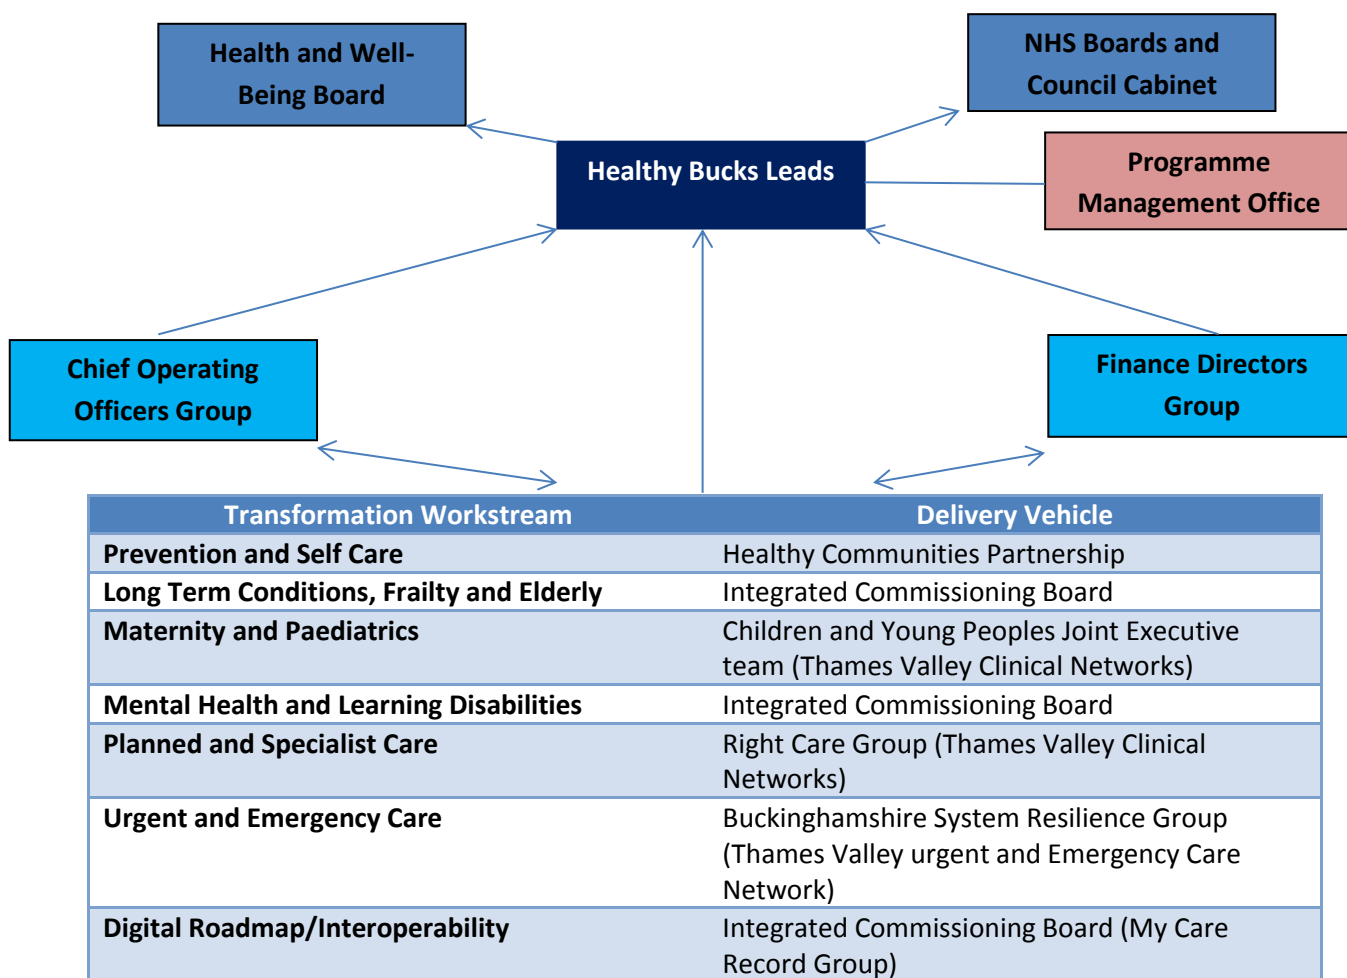 Health and Well-
Being Board
NHS Boards and
Council Cabinet
Healthy Bucks Leads
Programme
Management Office
Chief Operating
Officers Group
Finance Directors
Group
Transformation Workstream Delivery Vehicle
Prevention and Self Care Healthy Communities Partnership
Long Term Conditions, Frailty and Elderly Integrated Commissioning Board
Maternity and Paediatrics Children and Young Peoples Joint Executive
team (Thames Valley Clinical Networks)
Mental Health and Learning Disabilities Integrated Commissioning Board
Planned and Specialist Care Right Care Group (Thames Valley Clinical
Networks)
Urgent and Emergency Care Buckinghamshire System Resilience Group
(Thames Valley urgent and Emergency Care
Network)
Digital Roadmap/Interoperability Integrated Commissioning Board (My Care
Record Group)